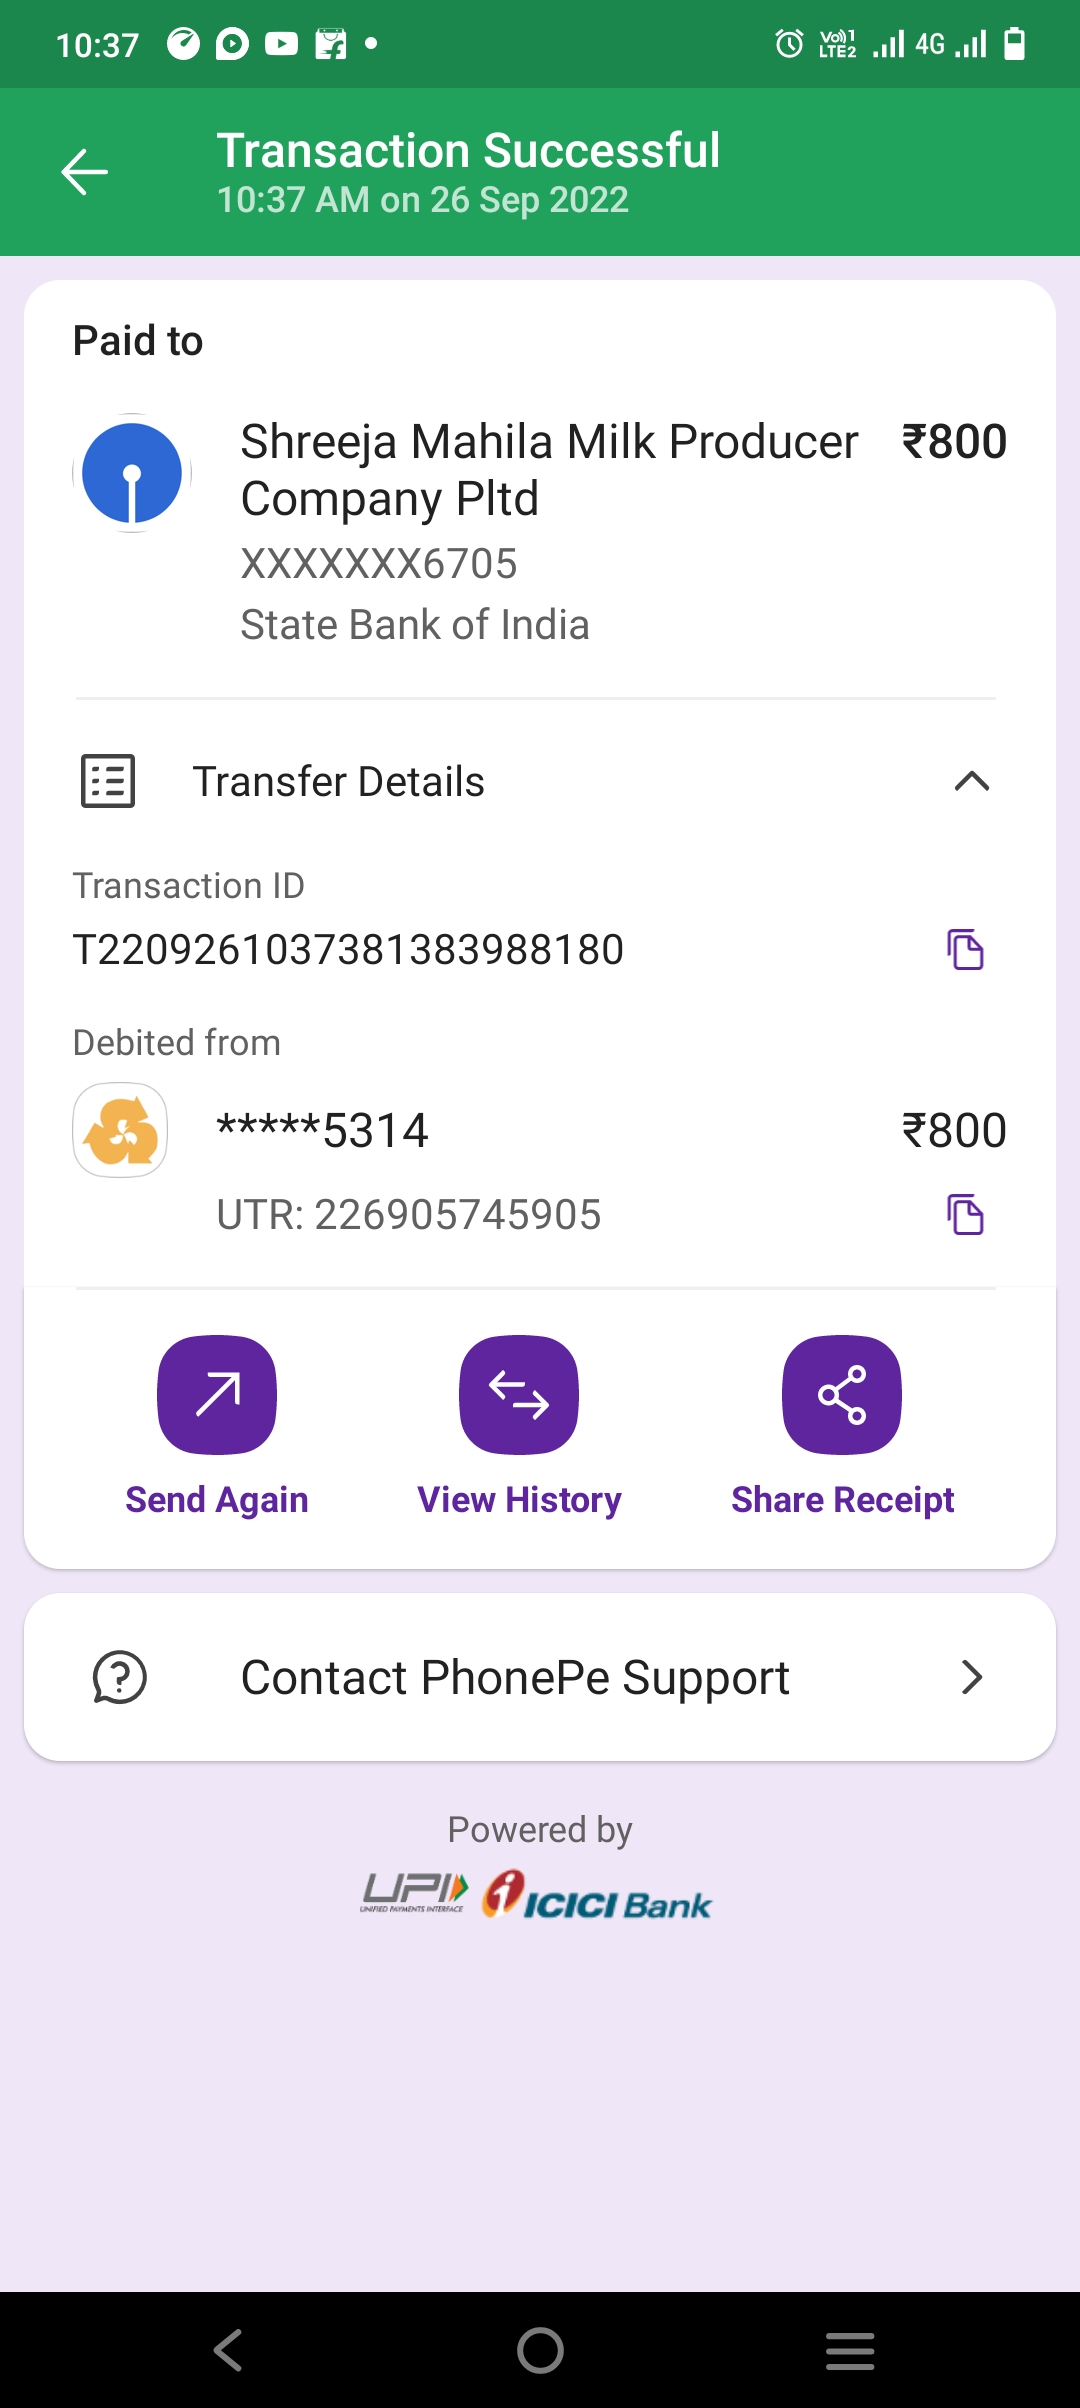 10:37 Vo))1 LTE2 4G
Transaction Successful
10:37 AM on 26 Sep 2022
Paid to
Shreeja Mahila Milk Producer ₹800
Company Pltd
XXXXXXX6705
State Bank of India
Transfer Details
Transaction ID
T2209261037381383988180
Debited from
*****5314 ₹800
UTR: 226905745905
Send Again View History Share Receipt
Contact PhonePe Support
Powered by
UPI ICICI Bank
UNIFIED PAYMENTS INTERFACE